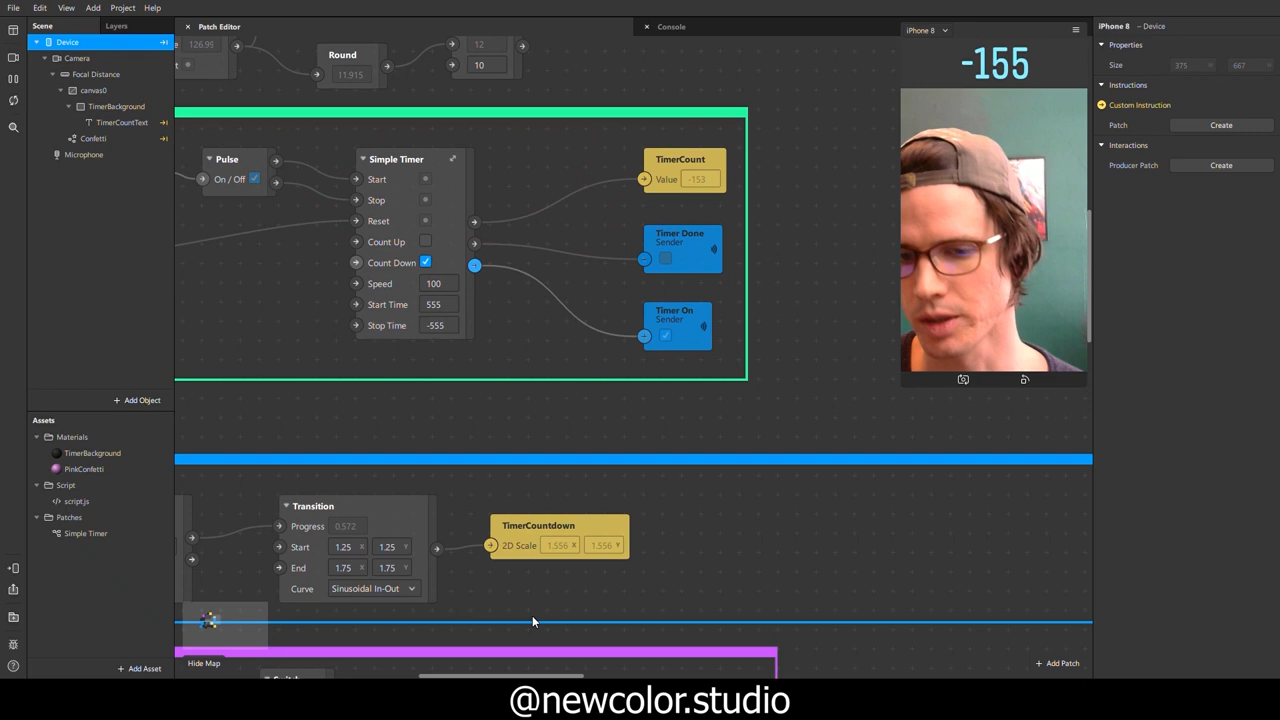 File Edit View Add Project Help
Scene Layers
× Patch Editor
× Console
iPhone 8
iPhone 8 – Device
Device
Camera
Focal Distance
canvas0
TimerBackground
TimerCountText
Confetti
Microphone
+ Add Object
Assets
Materials
TimerBackground
PinkConfetti
Script
script.js
Patches
Simple Timer
+ Add Asset
126.95
Round
11.915
12
10
Pulse
On / Off
Simple Timer
Start
Stop
Reset
Count Up
Count Down
Speed 100
Start Time 555
Stop Time -555
TimerCount
Value -153
Timer Done
Sender
Timer On
Sender
Transition
Progress 0.572
Start 1.25 X 1.25 Y
End 1.75 X 1.75 Y
Curve Sinusoidal In-Out
TimerCountdown
2D Scale 1.556 X 1.556 Y
Hide Map
+ Add Patch
-155
Properties
Size 375 667
Instructions
Custom Instruction
Patch Create
Interactions
Producer Patch Create
@newcolor.studio